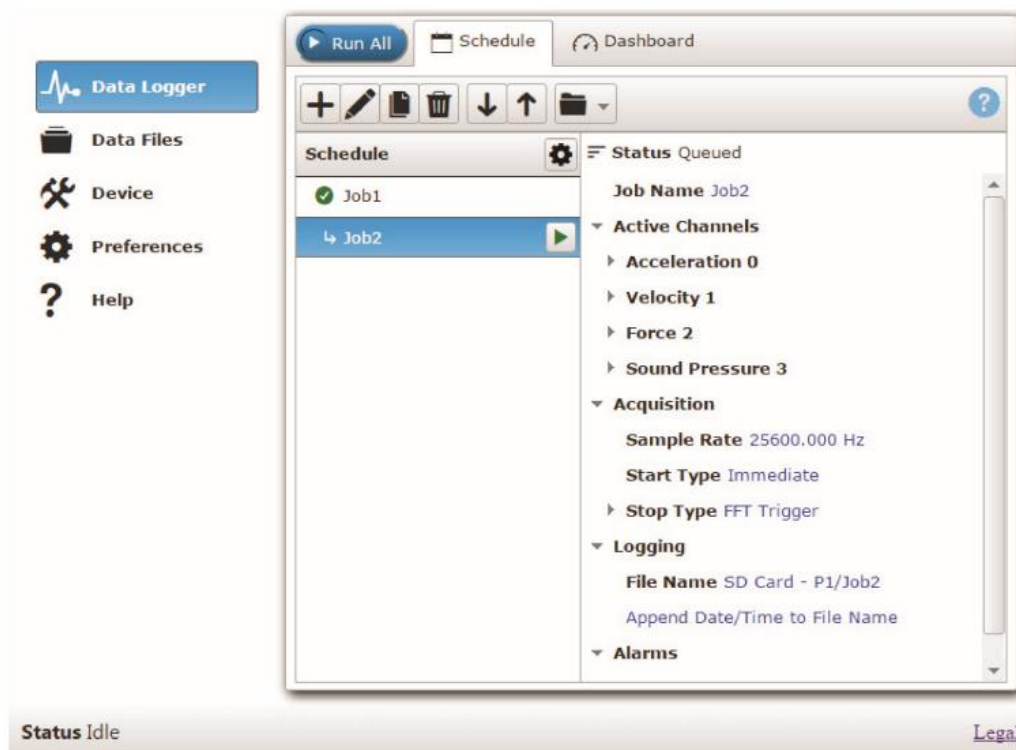 Run All
Schedule
Dashboard
Data Logger
Data Files
Device
Preferences
Help
?
Schedule
Job1
Job2
Status Queued
Job Name Job2
Active Channels
Acceleration 0
Velocity 1
Force 2
Sound Pressure 3
Acquisition
Sample Rate 25600.000 Hz
Start Type Immediate
Stop Type FFT Trigger
Logging
File Name SD Card - P1/Job2
Append Date/Time to File Name
Alarms
Status Idle
Legal